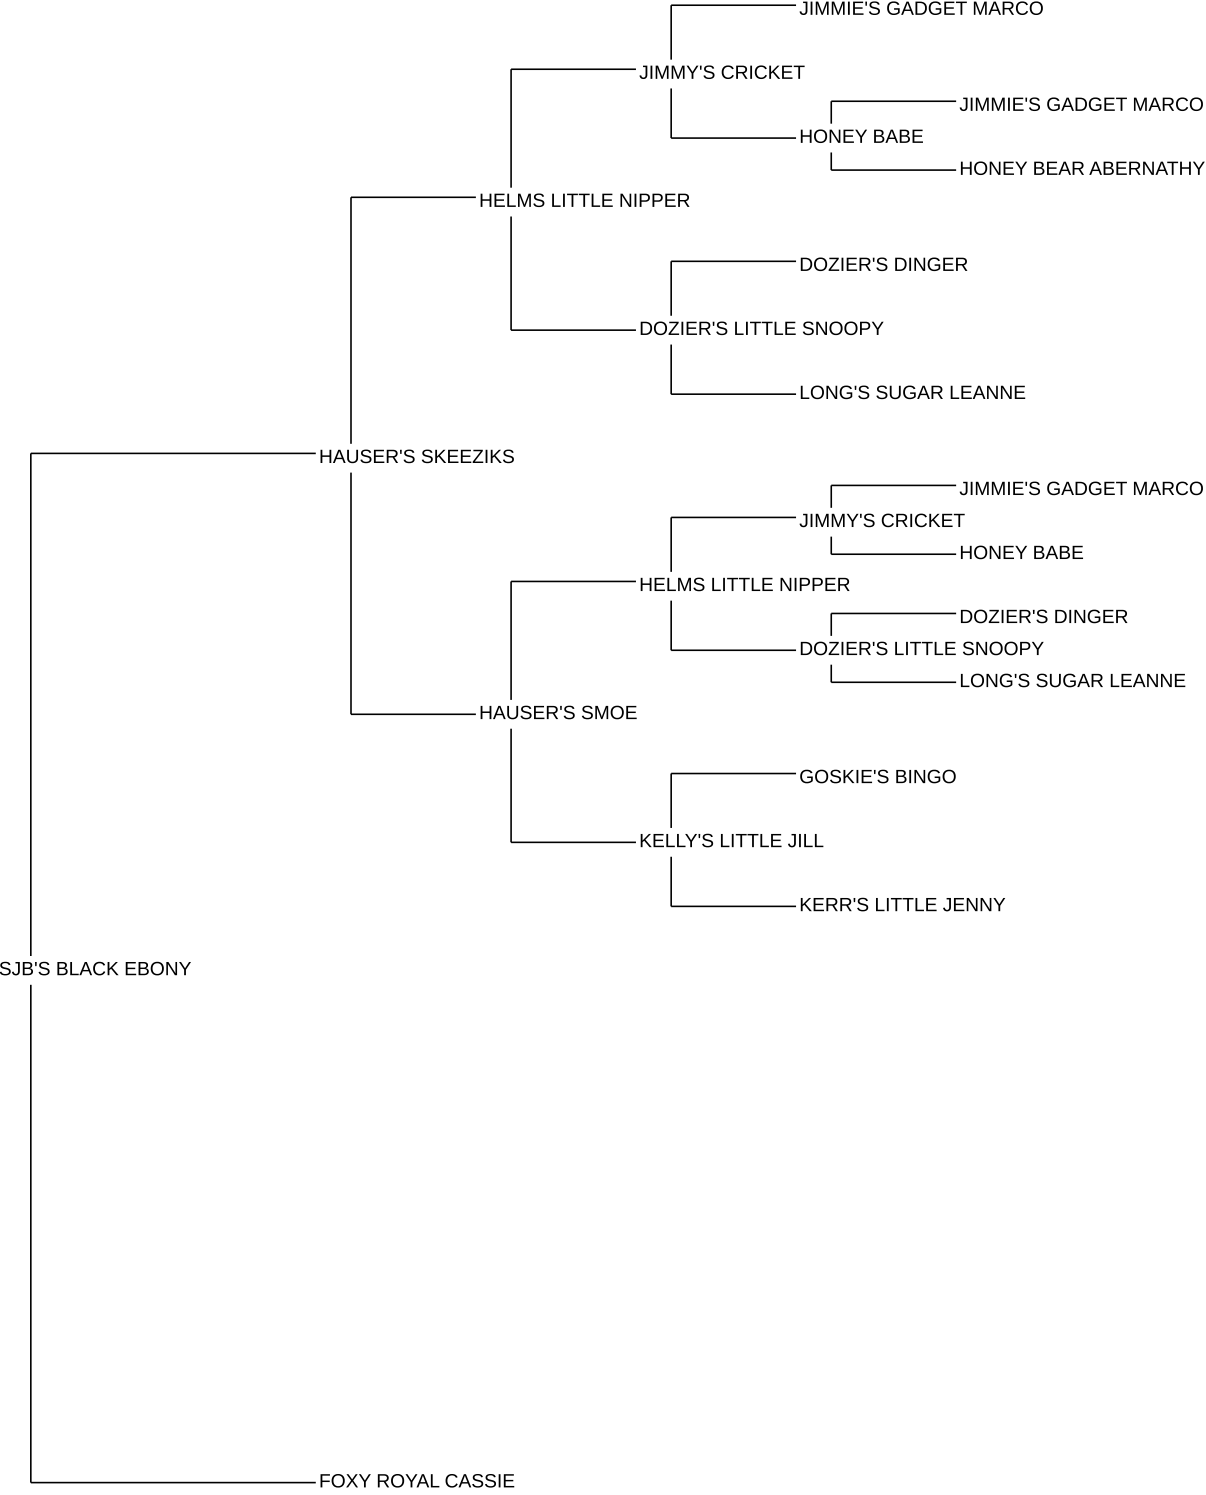 JIMMIE'S GADGET MARCO
JIMMY'S CRICKET
JIMMIE'S GADGET MARCO
HONEY BABE
HONEY BEAR ABERNATHY
HELMS LITTLE NIPPER
DOZIER'S DINGER
DOZIER'S LITTLE SNOOPY
LONG'S SUGAR LEANNE
HAUSER'S SKEEZIKS
JIMMIE'S GADGET MARCO
JIMMY'S CRICKET
HONEY BABE
HELMS LITTLE NIPPER
DOZIER'S DINGER
DOZIER'S LITTLE SNOOPY
LONG'S SUGAR LEANNE
HAUSER'S SMOE
GOSKIE'S BINGO
KELLY'S LITTLE JILL
KERR'S LITTLE JENNY
SJB'S BLACK EBONY
FOXY ROYAL CASSIE